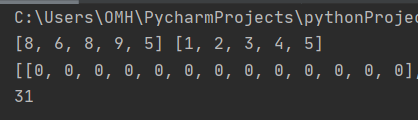 C:\Users\OMH\PycharmProjects\pythonProjec
[8, 6, 8, 9, 5] [1, 2, 3, 4, 5]
[[0, 0, 0, 0, 0, 0, 0, 0, 0, 0, 0, 0, 0],
31